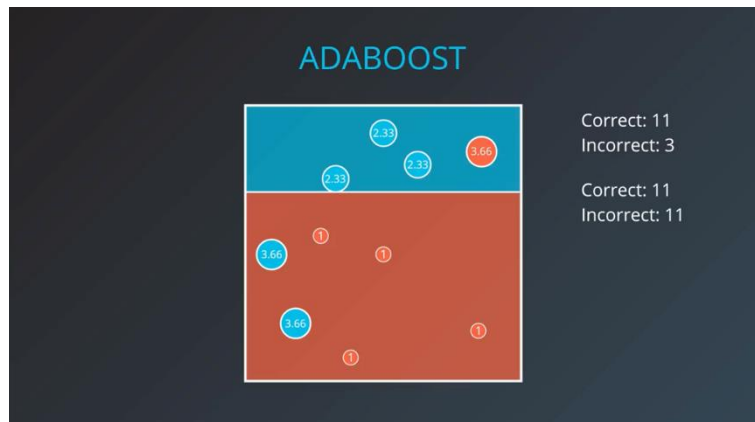 ADABOOST
2.33
3.66
2.33
2.33
1
3.66
1
3.66
1
1
Correct: 11
Incorrect: 3
Correct: 11
Incorrect: 11